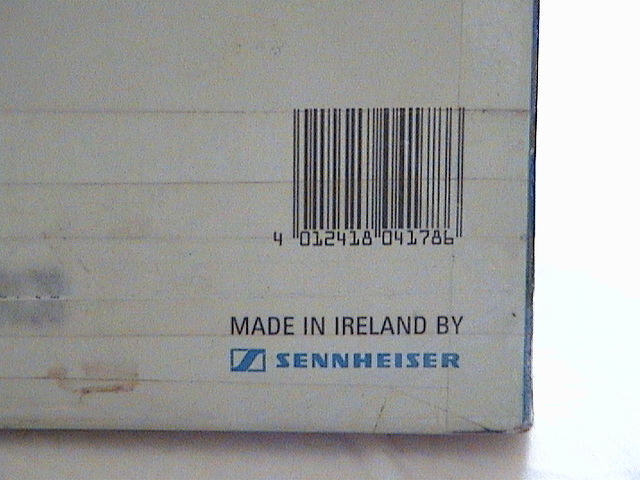 4 012418 041786
MADE IN IRELAND BY
SENNHEISER